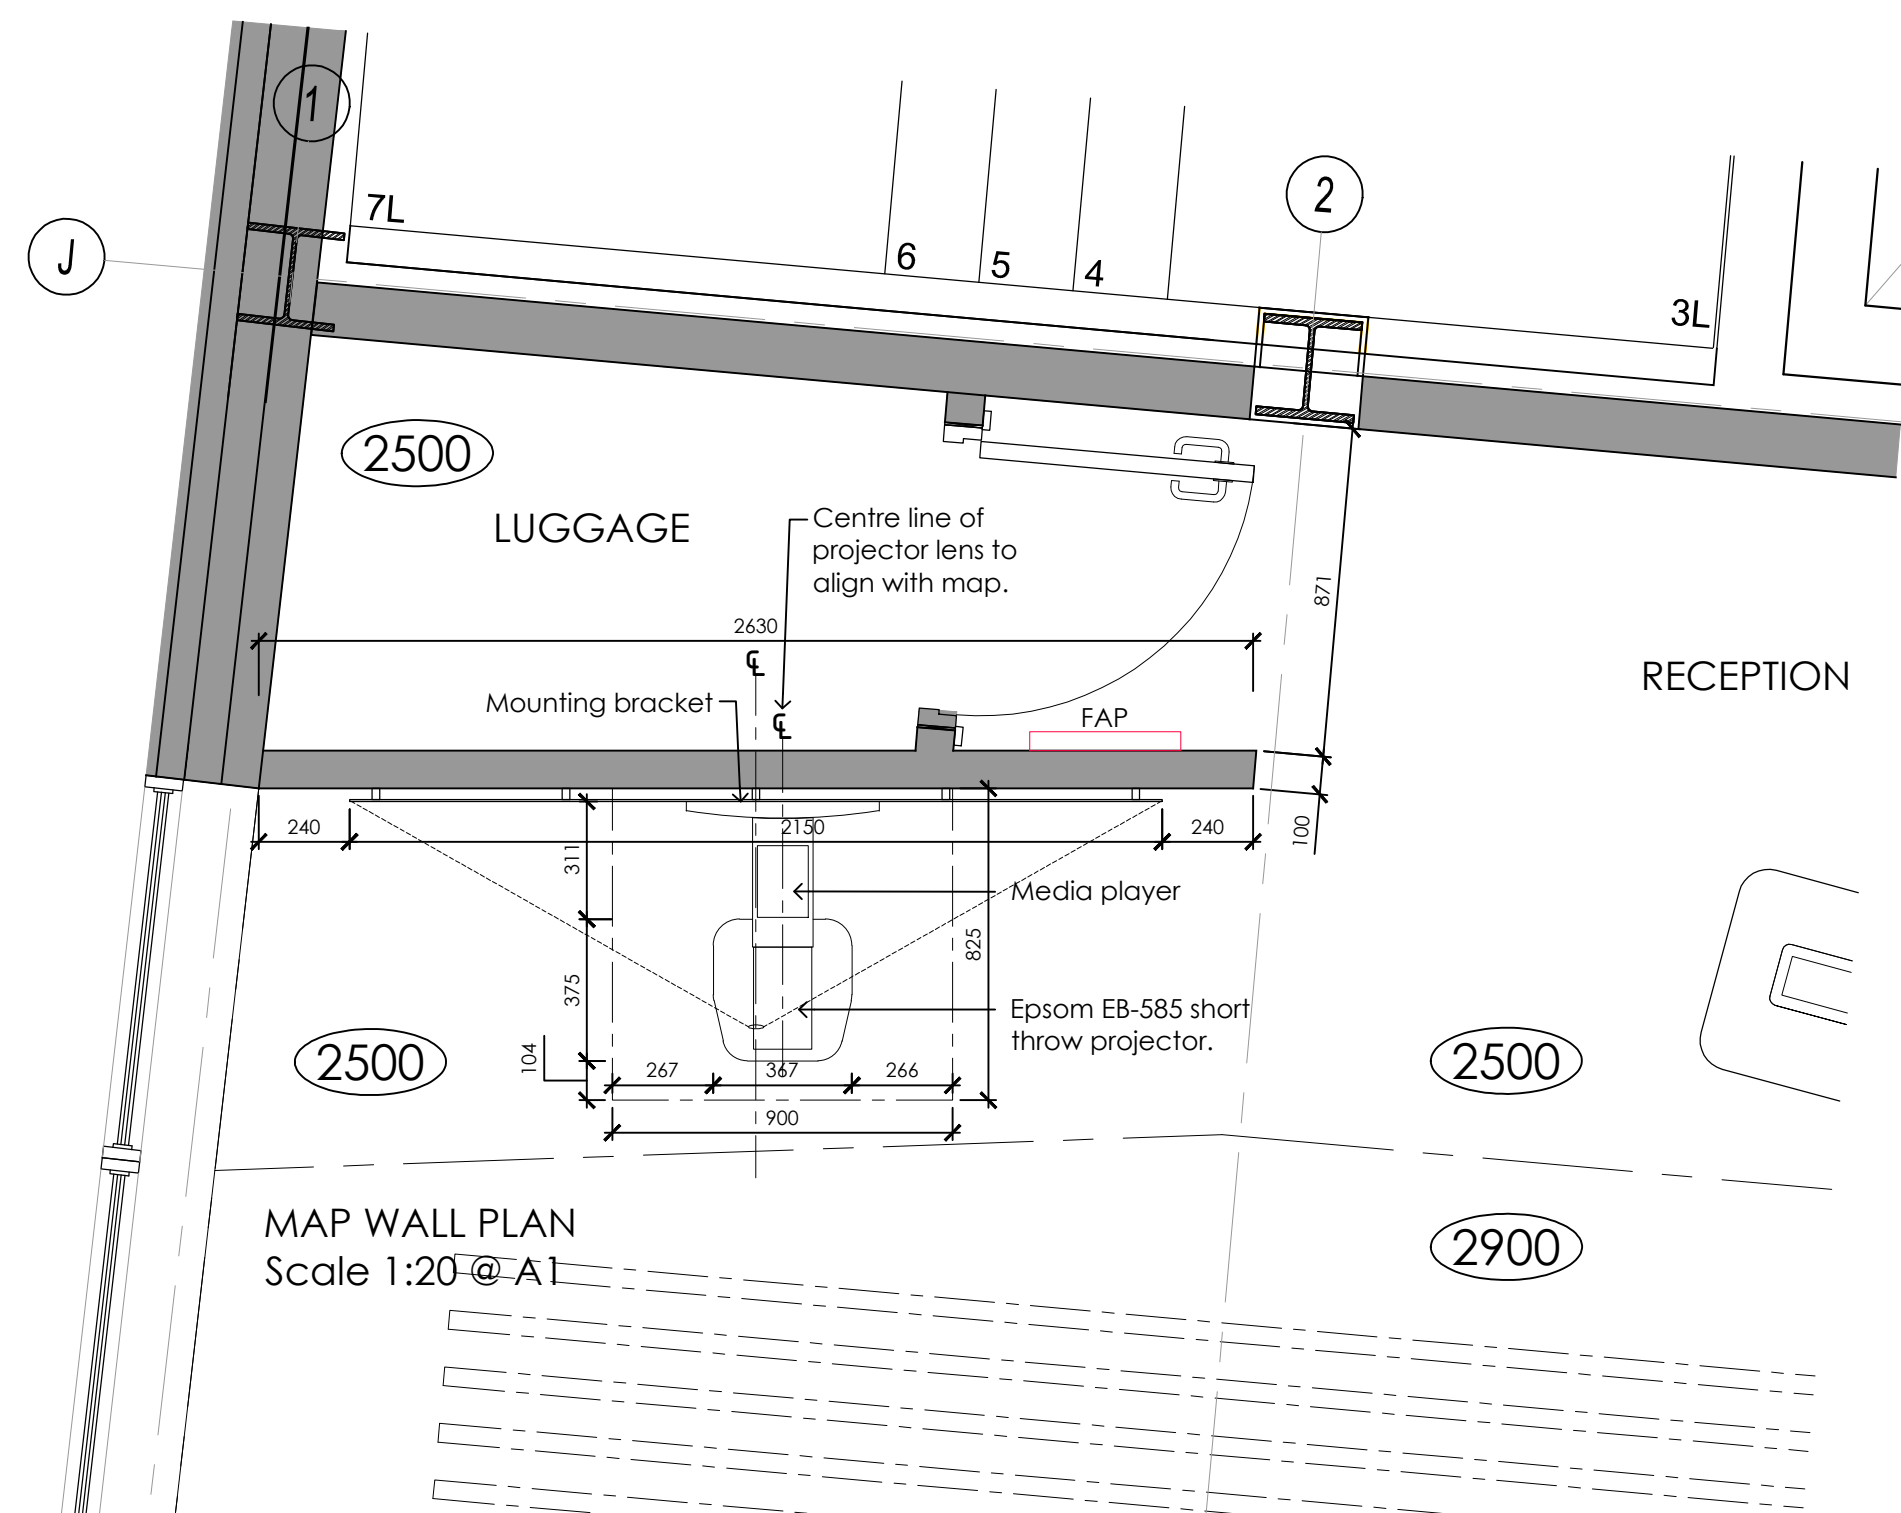 1
J
7L
6
5
4
2
3L
2500
LUGGAGE
Centre line of
projector lens to
align with map.
871
2630
RECEPTION
Mounting bracket
FAP
240
2150
240
100
311
Media player
825
375
Epsom EB-585 short
throw projector.
104
2500
267
367
266
2500
900
MAP WALL PLAN
Scale 1:20 @ A1
2900